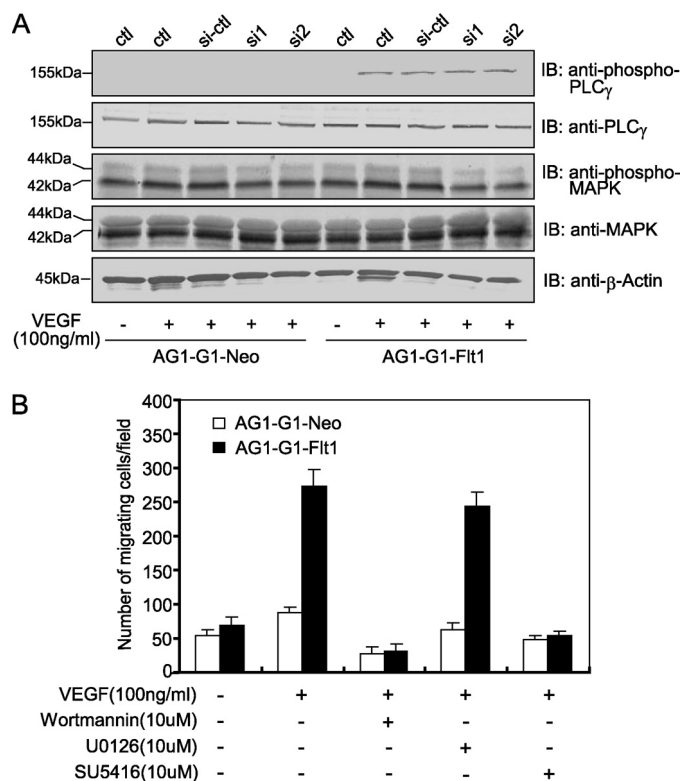 A
ctl ctl si-ctl si1 si2 ctl ctl si-ctl si1 si2
155kDa
IB: anti-phospho-
PLCγ
155kDa
IB: anti-PLCγ
44kDa
42kDa
IB: anti-phospho-
MAPK
44kDa
42kDa
IB: anti-MAPK
45kDa
IB: anti-β-Actin
VEGF
(100ng/ml)
- + + + + - + + + +
AG1-G1-Neo AG1-G1-Flt1
B
Number of migrating cells/field
400
350
300
250
200
150
100
50
0
AG1-G1-Neo
AG1-G1-Flt1
VEGF(100ng/ml) - + + + +
Wortmannin(10uM) - - + - -
U0126(10uM) - - - + -
SU5416(10uM) - - - - +